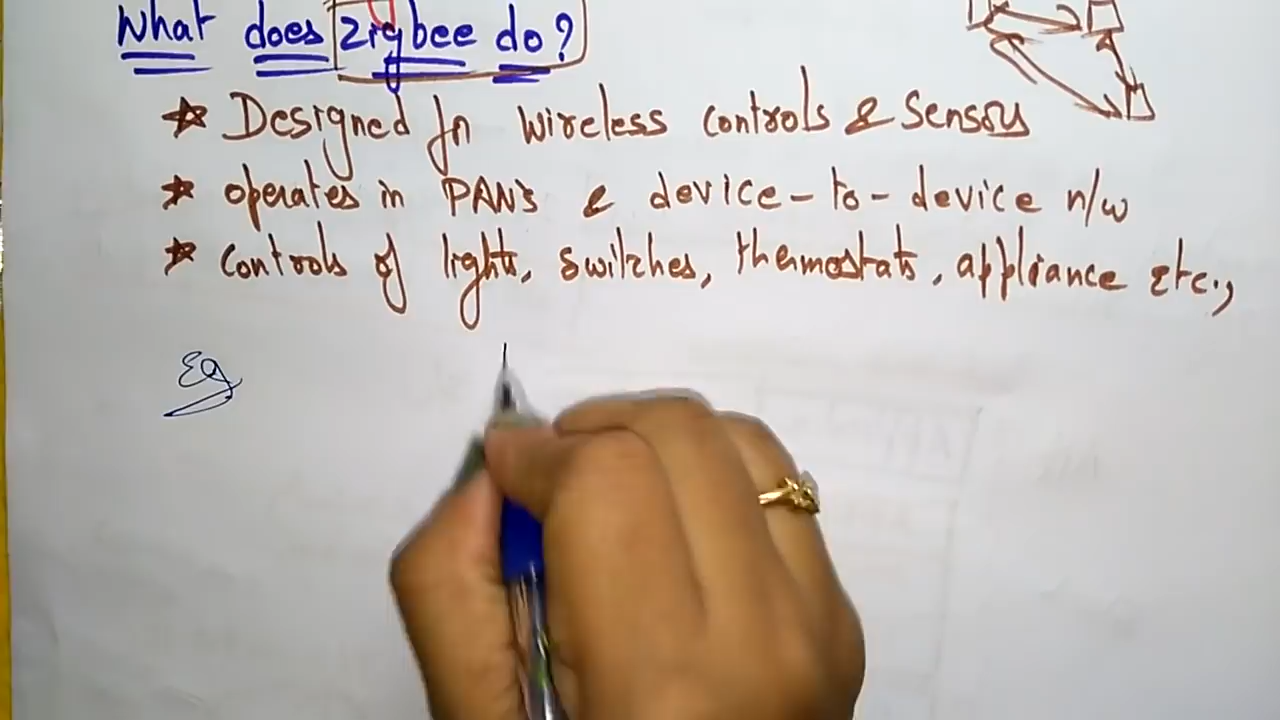 What does zigbee do?
★ Designed for wireless controls & Sensors
★ operates in PAN's & device-to-device n/w
★ controls of lights, switches, thermostats, appliance etc.,
Eg